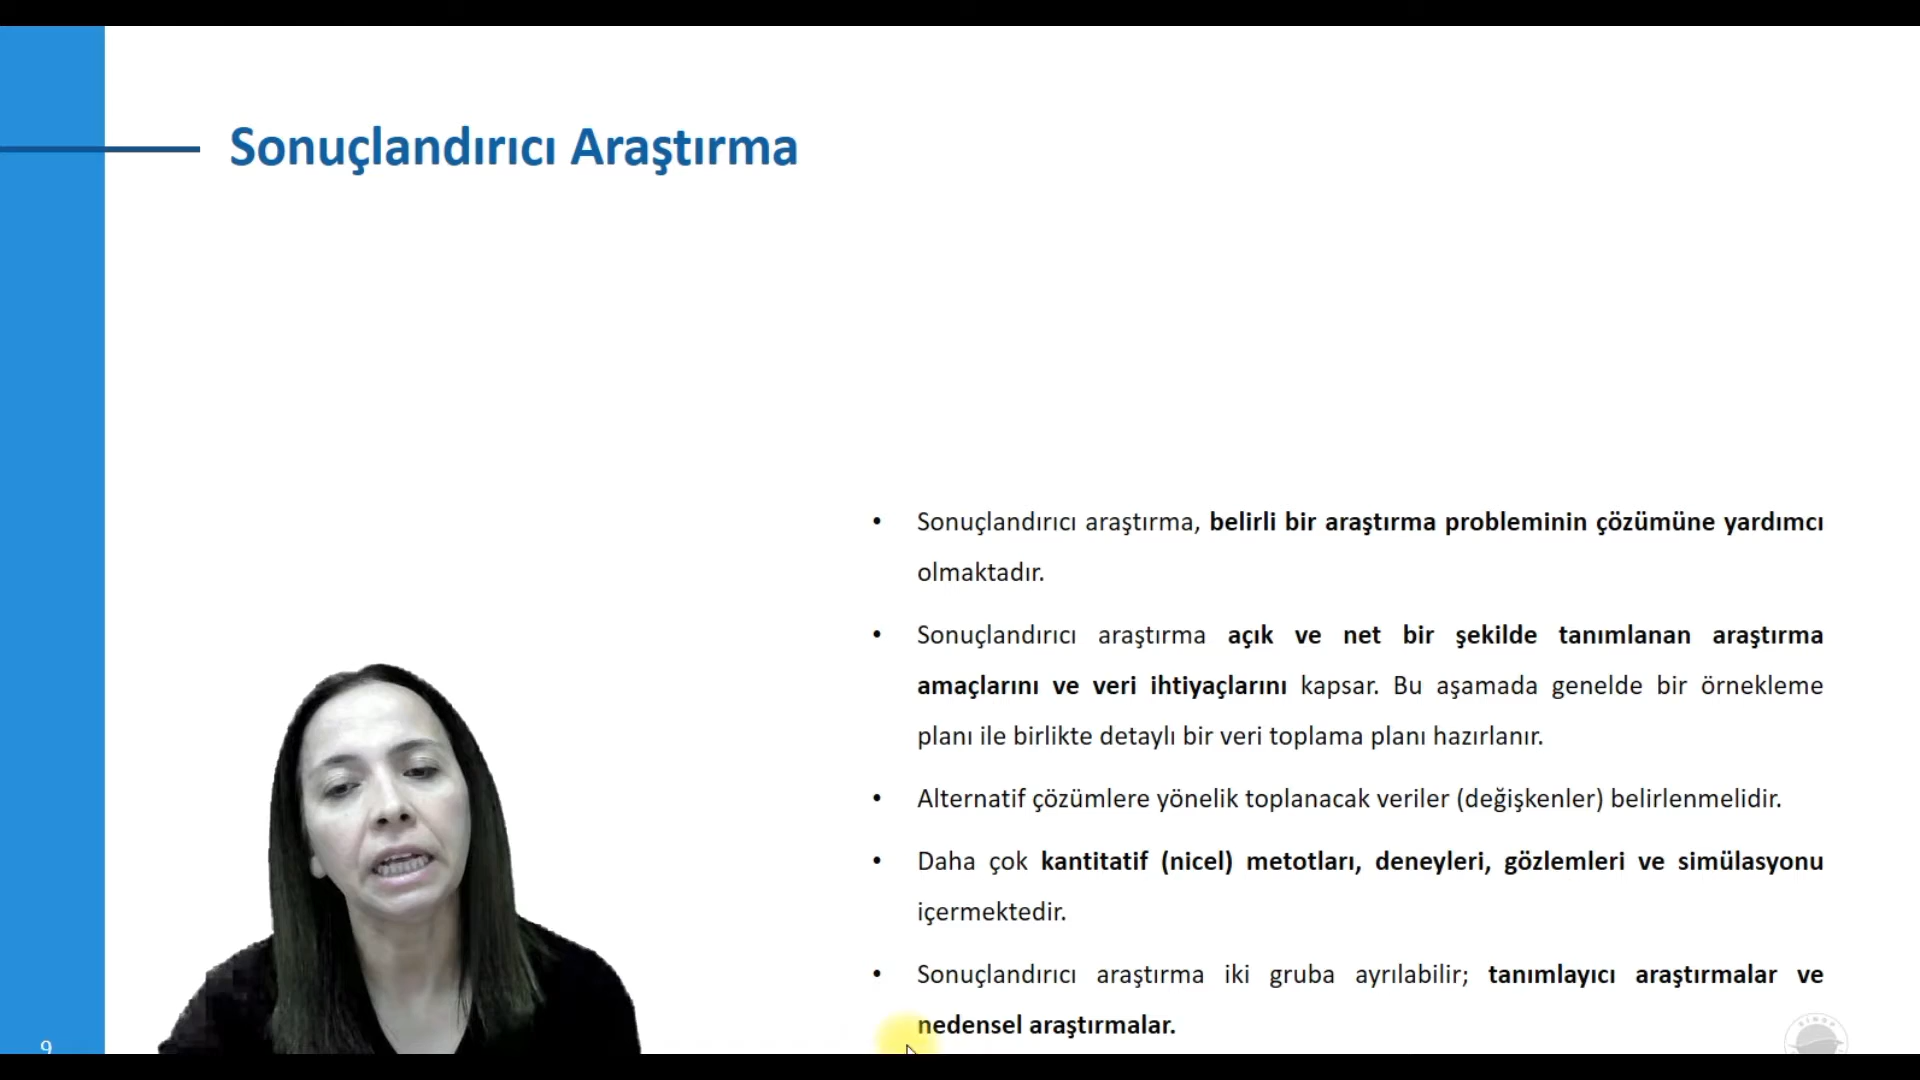 Sonuçlandırıcı Araştırma
• Sonuçlandırıcı araştırma, belirli bir araştırma probleminin çözümüne yardımcı
olmaktadır.
• Sonuçlandırıcı araştırma açık ve net bir şekilde tanımlanan araştırma
amaçlarını ve veri ihtiyaçlarını kapsar. Bu aşamada genelde bir örnekleme
planı ile birlikte detaylı bir veri toplama planı hazırlanır.
• Alternatif çözümlere yönelik toplanacak veriler (değişkenler) belirlenmelidir.
• Daha çok kantitatif (nicel) metotları, deneyleri, gözlemleri ve simülasyonu
içermektedir.
• Sonuçlandırıcı araştırma iki gruba ayrılabilir; tanımlayıcı araştırmalar ve
nedensel araştırmalar.
9
SINOP